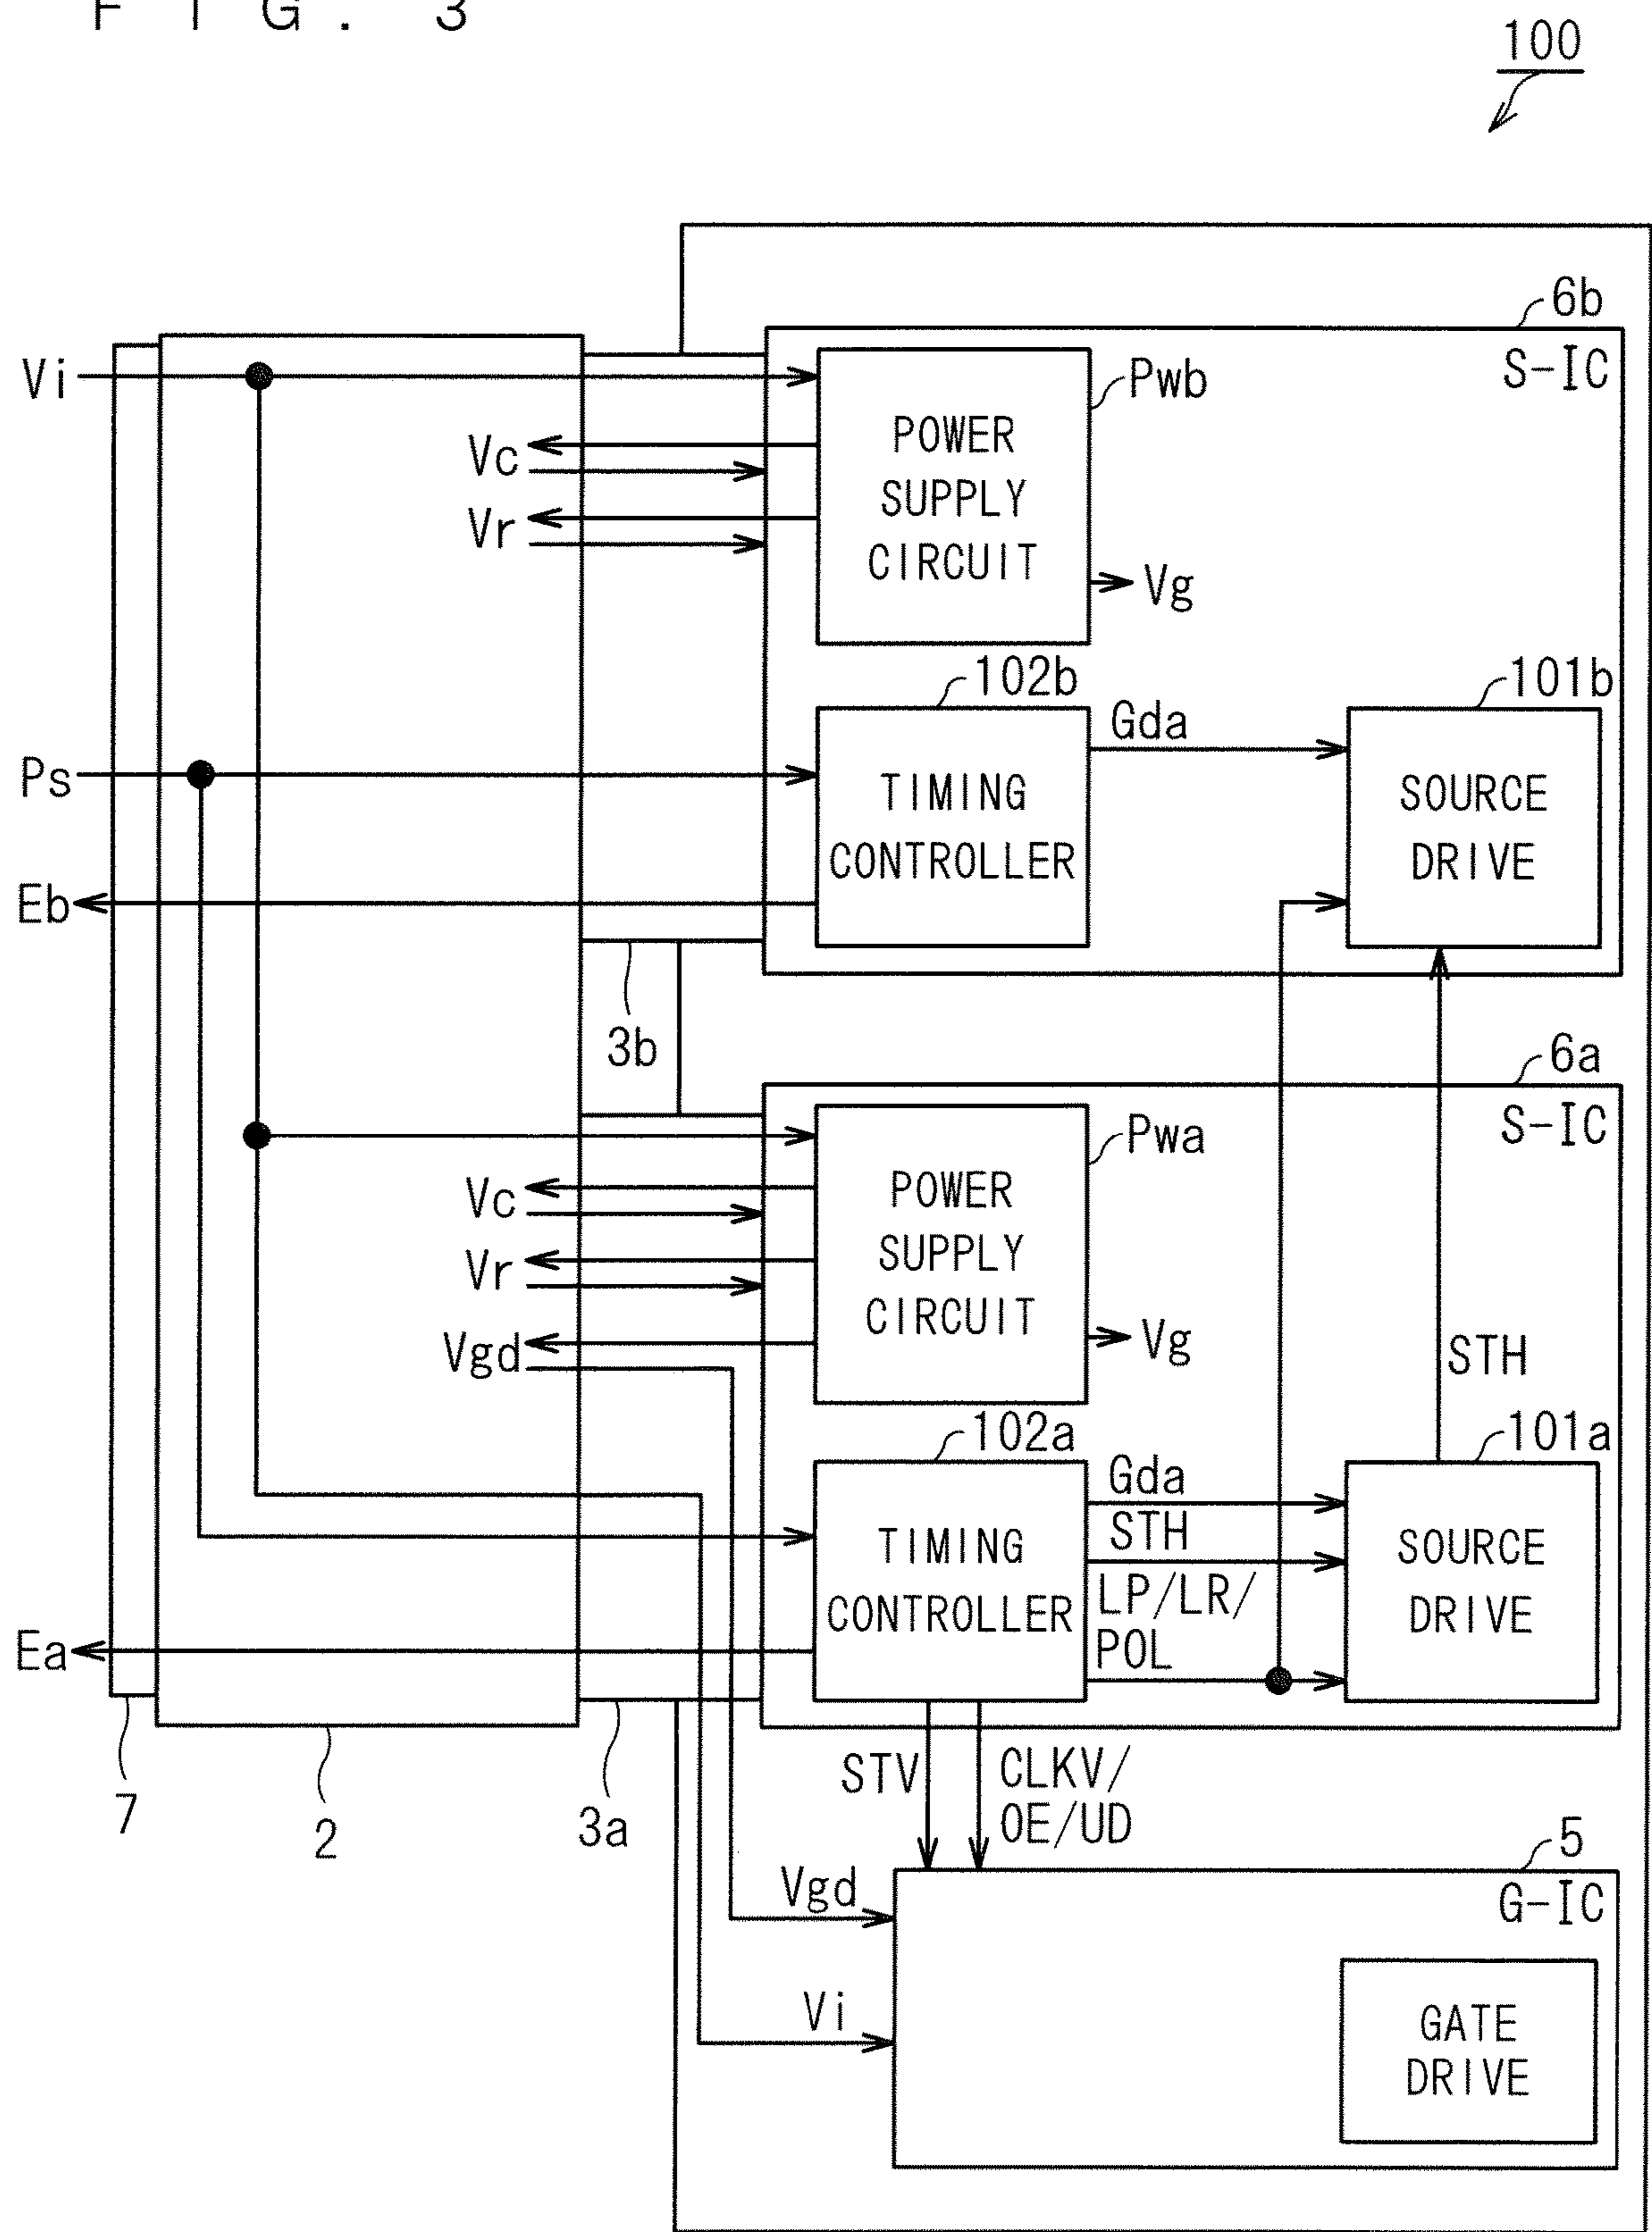 FIG. 3
100
6b
S-IC
Vi
Pwb
POWER
SUPPLY
CIRCUIT
Vc
Vr
Vg
102b
101b
Gda
Ps
TIMING
CONTROLLER
SOURCE
DRIVE
Eb
3b
6a
S-IC
Pwa
POWER
SUPPLY
CIRCUIT
Vc
Vr
Vgd
Vg
STH
102a
101a
Gda
STH
TIMING
CONTROLLER
SOURCE
DRIVE
LP/LR/
POL
Ea
STV
CLKV/
OE/UD
7
2
3a
5
G-IC
Vgd
Vi
GATE
DRIVE